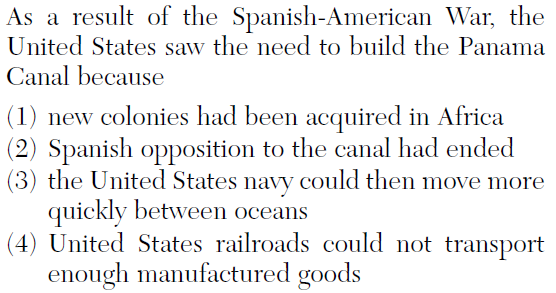 As a result of the Spanish-American War, the
United States saw the need to build the Panama
Canal because
(1) new colonies had been acquired in Africa
(2) Spanish opposition to the canal had ended
(3) the United States navy could then move more
quickly between oceans
(4) United States railroads could not transport
enough manufactured goods